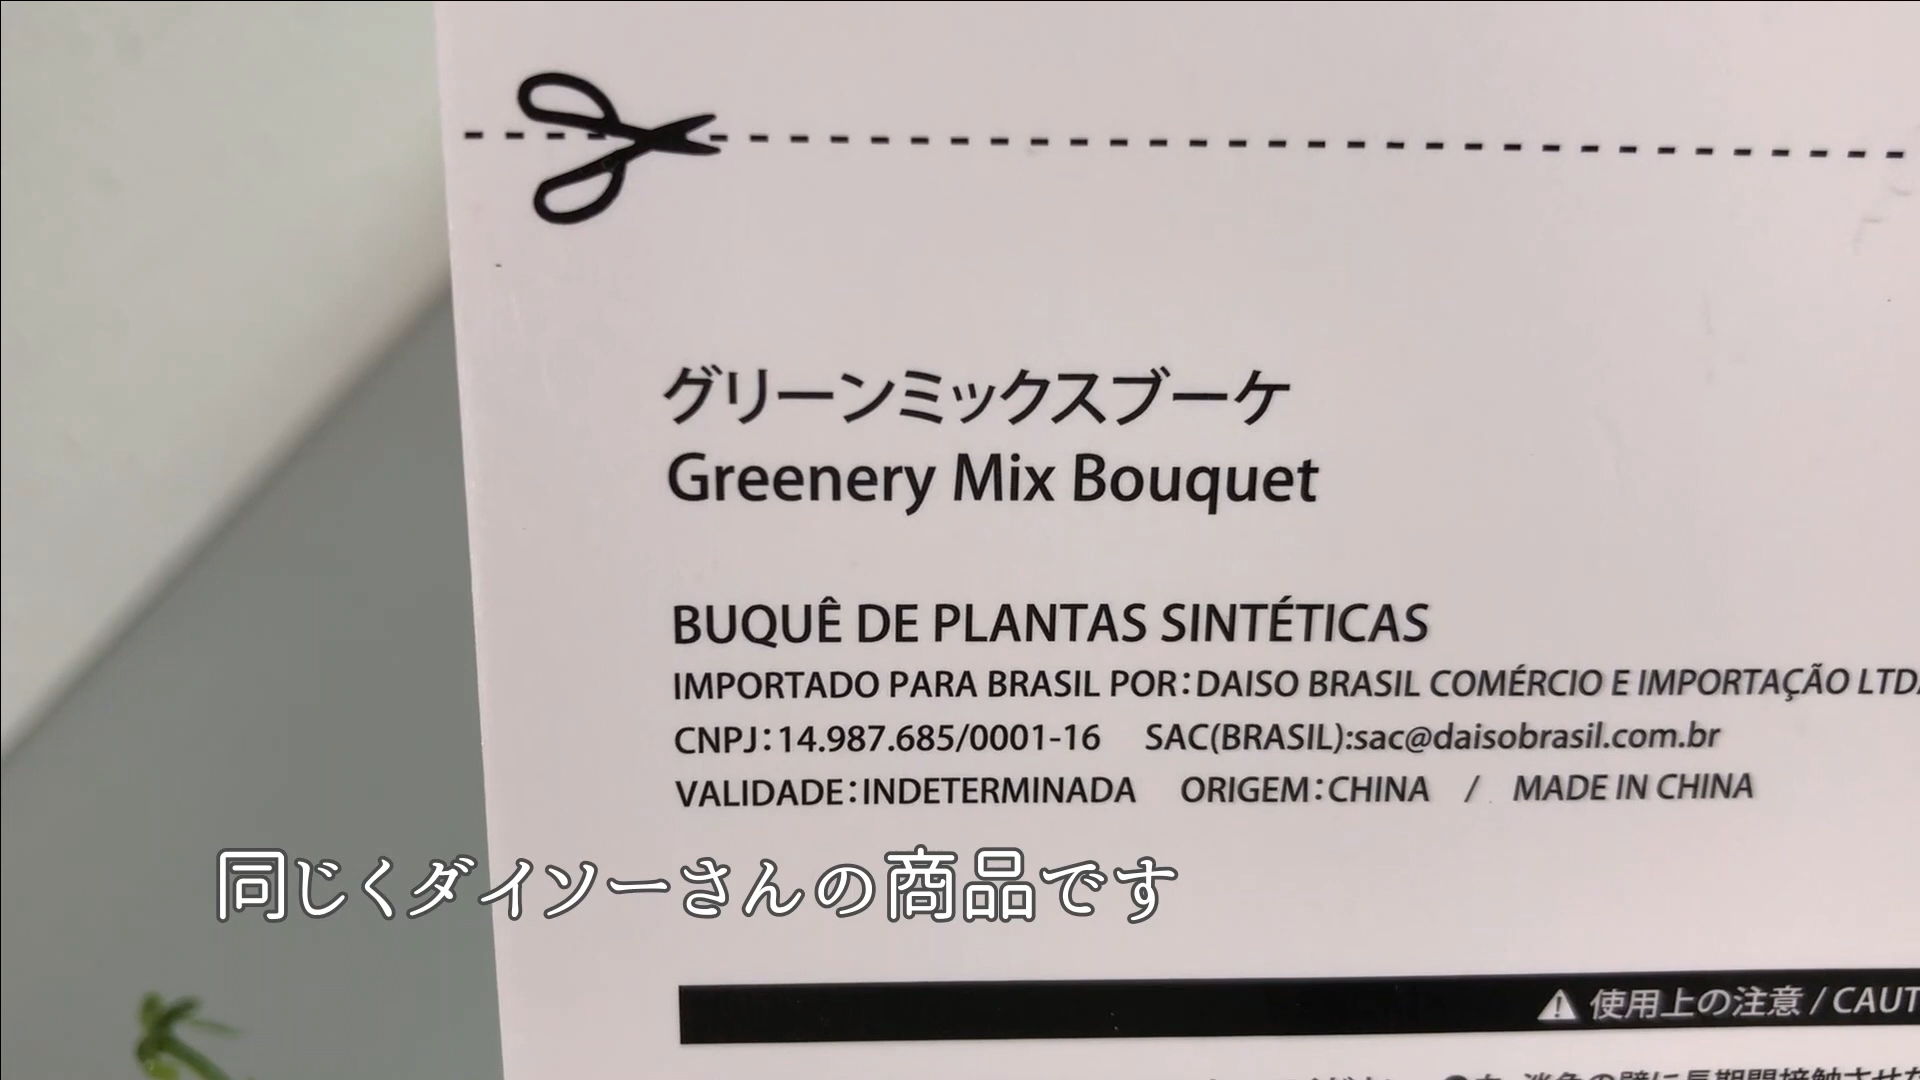 グリーンミックスブーケ
Greenery Mix Bouquet
BUQUÊ DE PLANTAS SINTÉTICAS
IMPORTADO PARA BRASIL POR:DAISO BRASIL COMÉRCIO E IMPORTAÇÃO LTD
CNPJ:14.987.685/0001-16 SAC(BRASIL):sac@daisobrasil.com.br
VALIDADE:INDETERMINADA ORIGEM:CHINA / MADE IN CHINA
同じくダイソーさんの商品です
使用上の注意 / CAUT